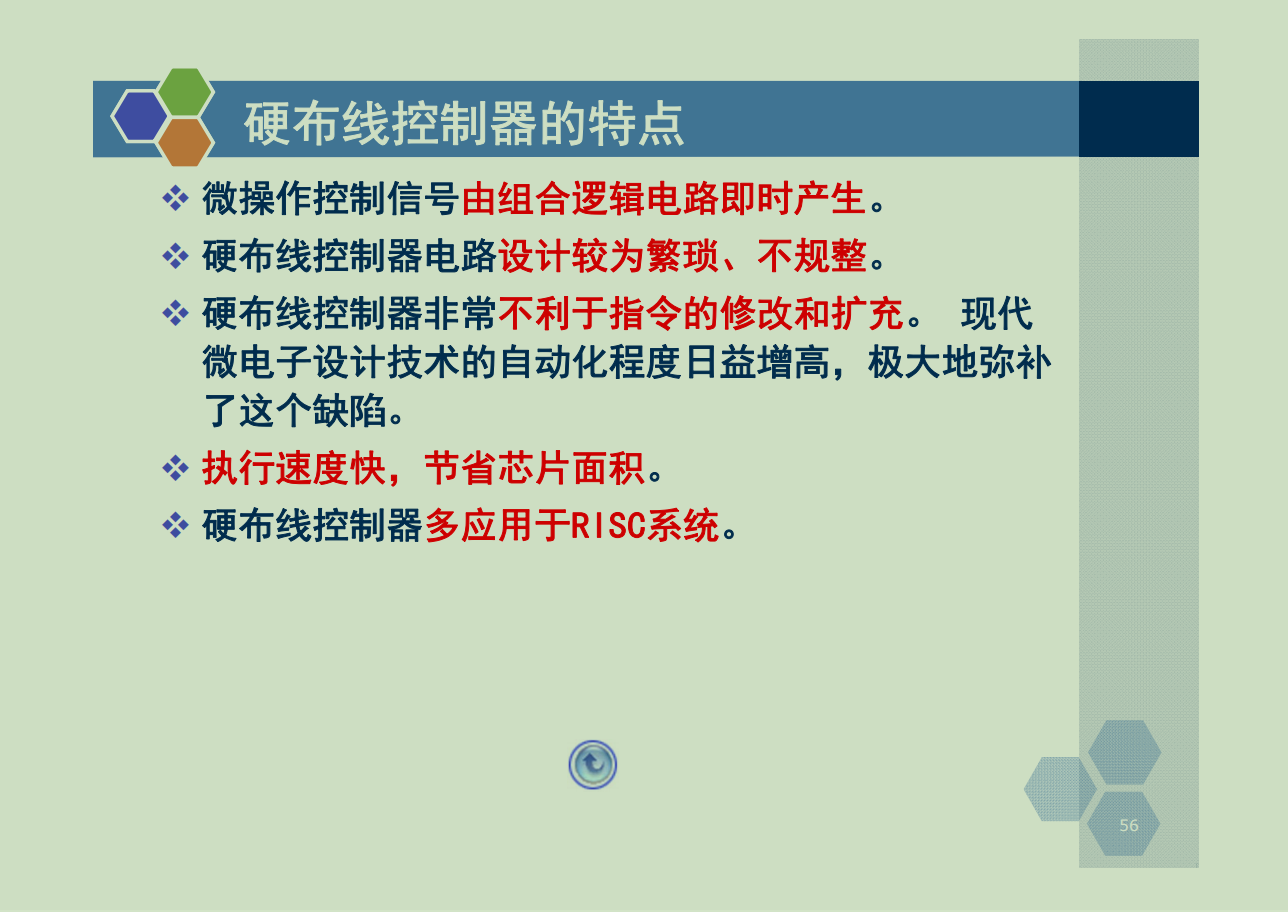 硬布线控制器的特点
微操作控制信号由组合逻辑电路即时产生。
硬布线控制器电路设计较为繁琐、不规整。
硬布线控制器非常不利于指令的修改和扩充。 现代
微电子设计技术的自动化程度日益增高，极大地弥补
了这个缺陷。
执行速度快，节省芯片面积。
硬布线控制器多应用于RISC系统。
56